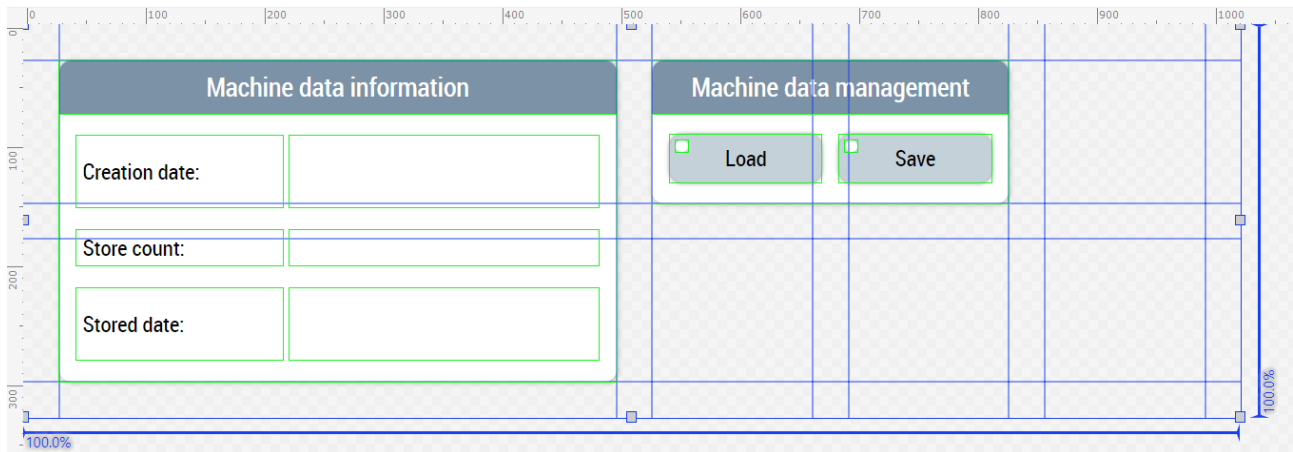 0 100 200 300 400 500 600 700 800 900 1000
0
Machine data information
Machine data management
100
Creation date:
Load
Save
Store count:
200
Stored date:
300
100.0%
100.0%